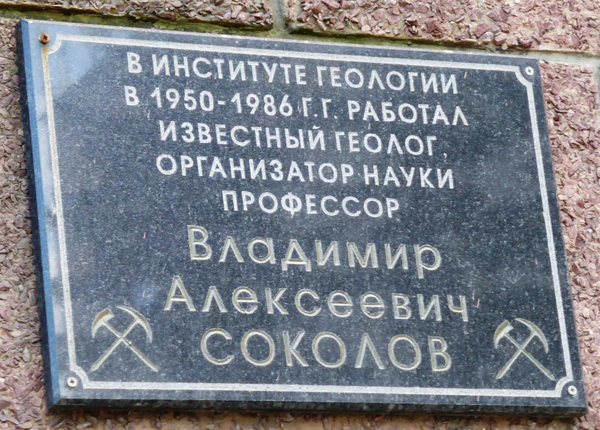 В ИНСТИТУТЕ ГЕОЛОГИИ
В 1950-1986 Г.Г. РАБОТАЛ
ИЗВЕСТНЫЙ ГЕОЛОГ,
ОРГАНИЗАТОР НАУКИ
ПРОФЕССОР
Владимир
Алексеевич
СОКОЛОВ